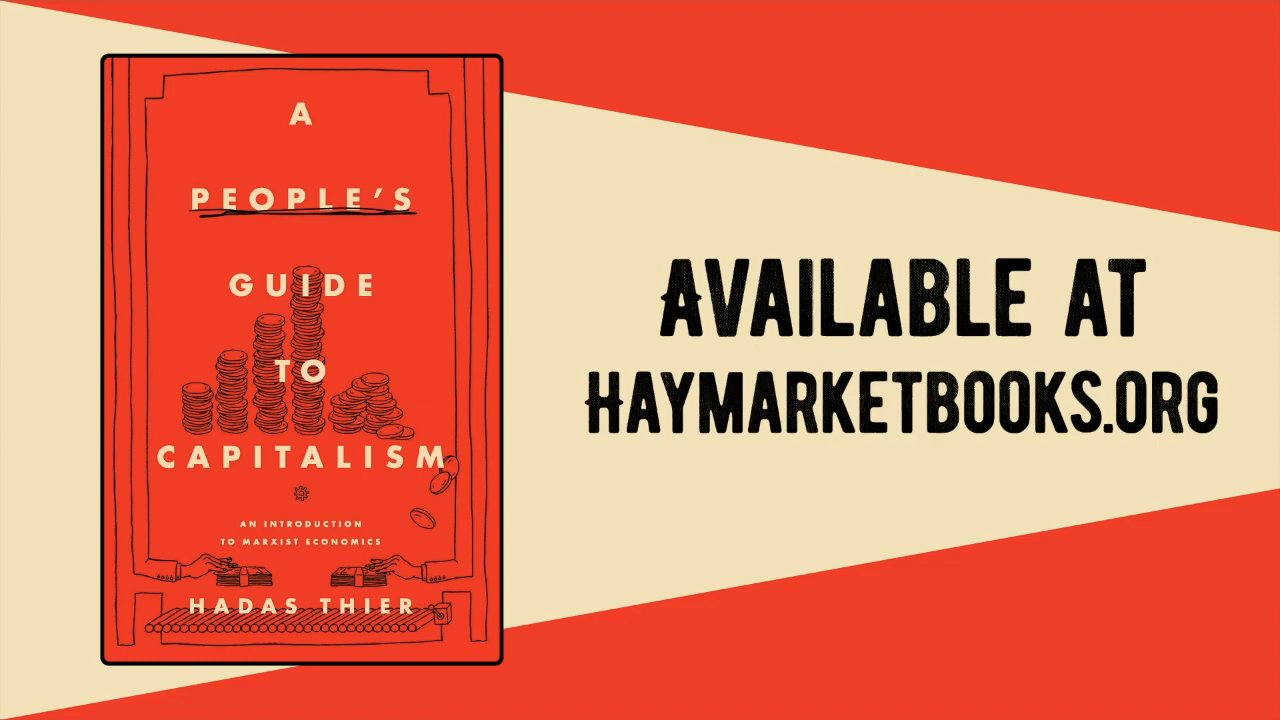 A
PEOPLE'S
GUIDE
TO
CAPITALISM
AN INTRODUCTION
TO MARXIST ECONOMICS
HADAS THIER
AVAILABLE AT
HAYMARKETBOOKS.ORG